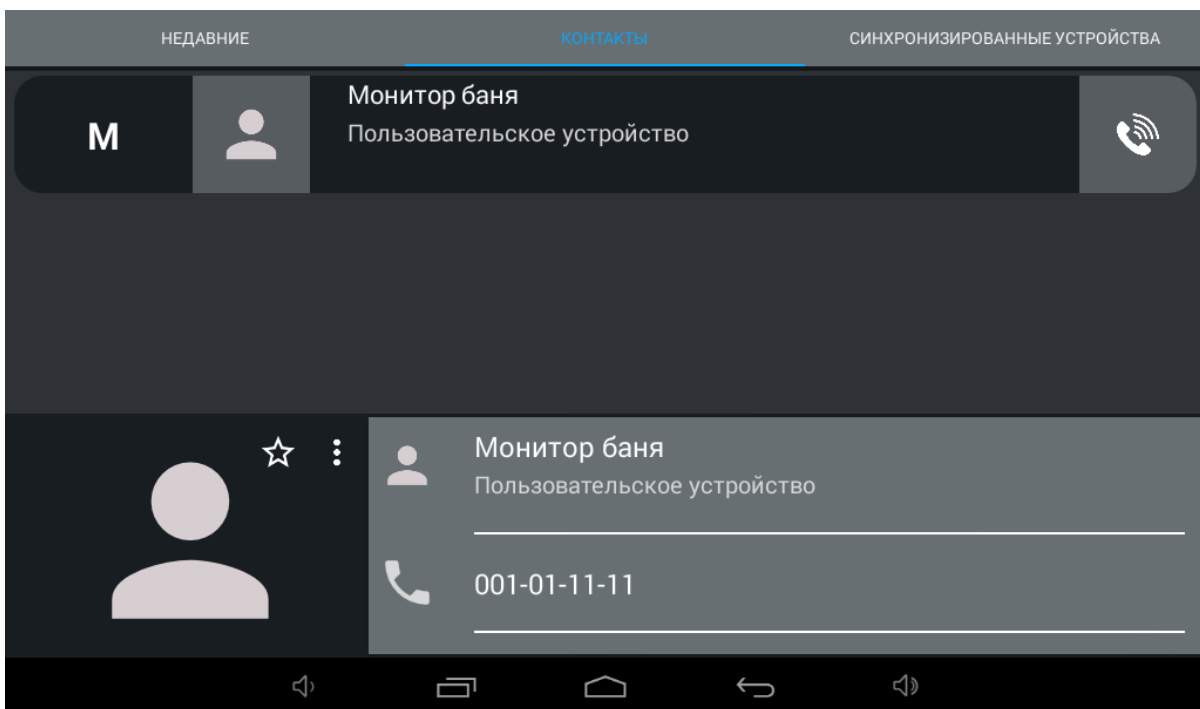 НЕДАВНИЕ
КОНТАКТЫ
СИНХРОНИЗИРОВАННЫЕ УСТРОЙСТВА
М
Монитор баня
Пользовательское устройство
Монитор баня
Пользовательское устройство
001-01-11-11